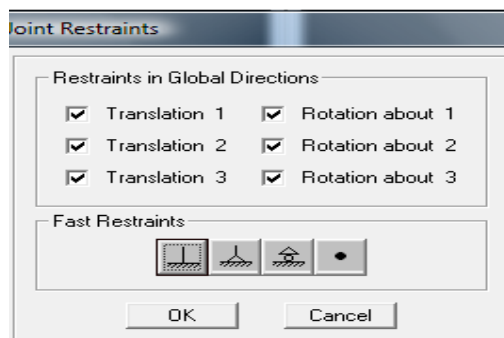 Joint Restraints
Restraints in Global Directions
Translation 1 Rotation about 1
Translation 2 Rotation about 2
Translation 3 Rotation about 3
Fast Restraints
OK Cancel